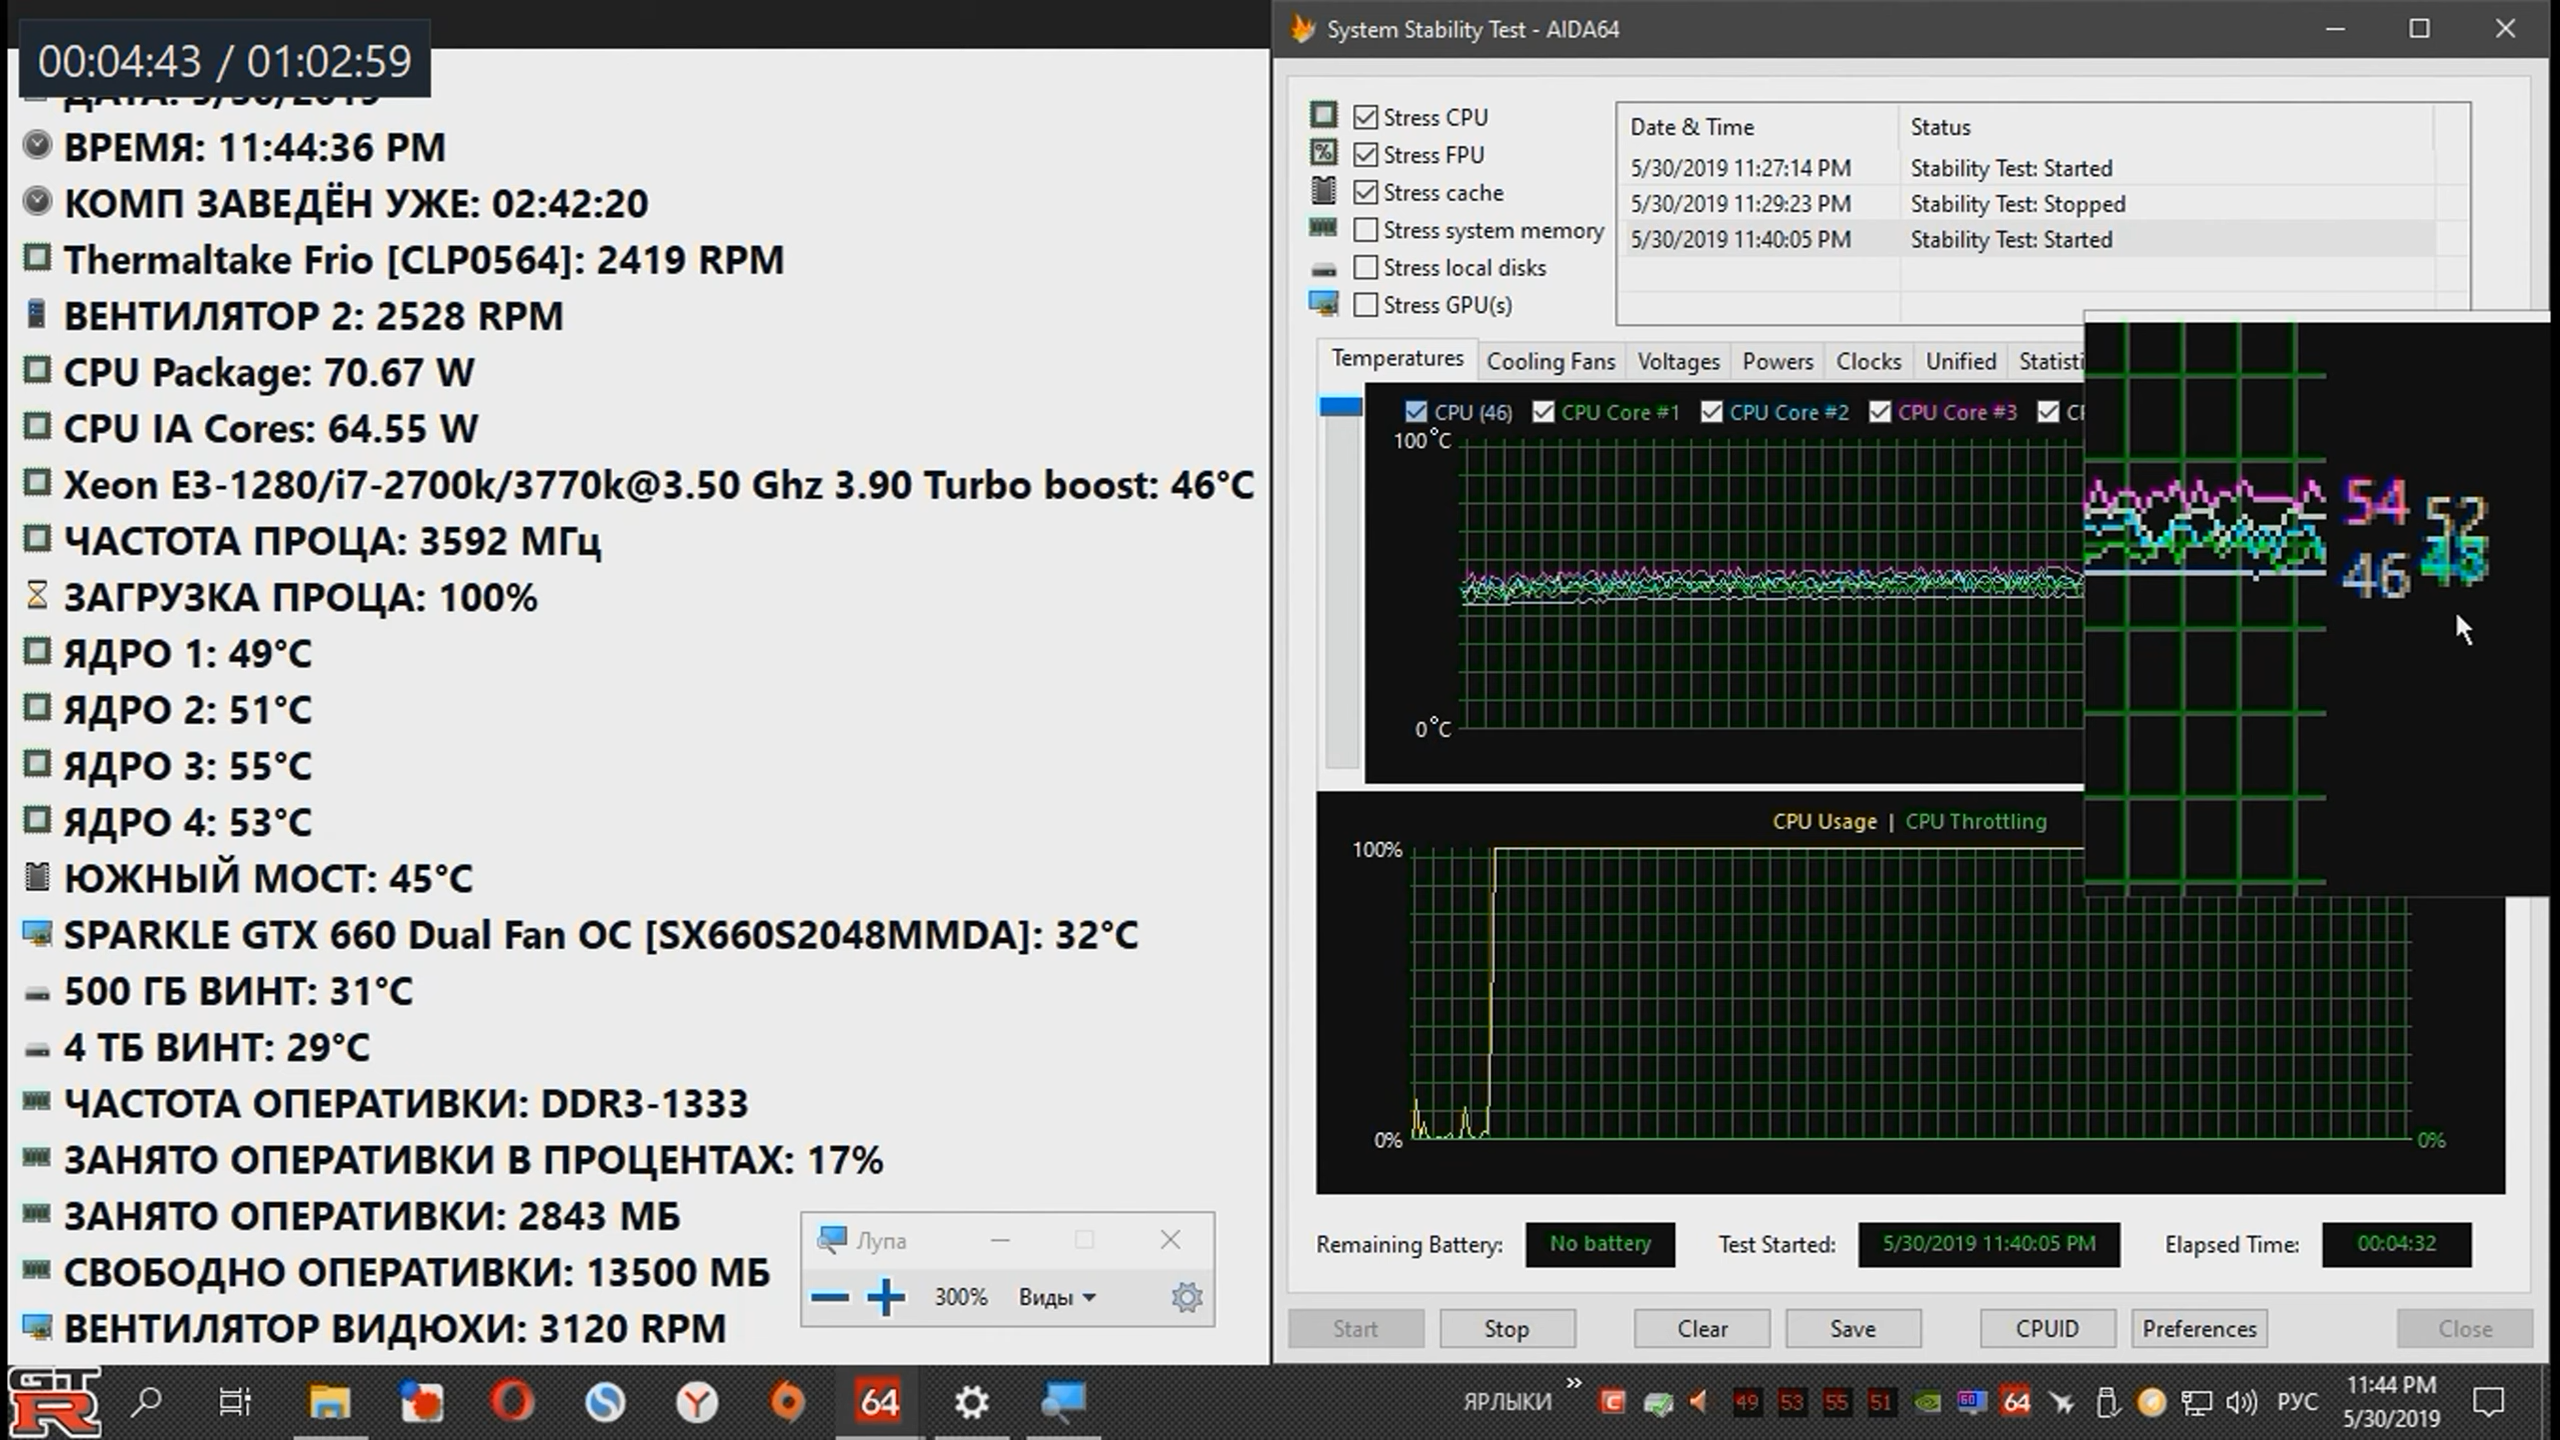 00:04:43 / 01:02:59
ДАТА: 5/30/2019
ВРЕМЯ: 11:44:36 PM
КОМП ЗАВЕДЁН УЖЕ: 02:42:20
Thermaltake Frio [CLP0564]: 2419 RPM
ВЕНТИЛЯТОР 2: 2528 RPM
CPU Package: 70.67 W
CPU IA Cores: 64.55 W
Xeon E3-1280/i7-2700k/3770k@3.50 Ghz 3.90 Turbo boost: 46°C
ЧАСТОТА ПРОЦА: 3592 МГц
ЗАГРУЗКА ПРОЦА: 100%
ЯДРО 1: 49°C
ЯДРО 2: 51°C
ЯДРО 3: 55°C
ЯДРО 4: 53°C
ЮЖНЫЙ МОСТ: 45°C
SPARKLE GTX 660 Dual Fan OC [SX660S2048MMDA]: 32°C
500 ГБ ВИНТ: 31°C
4 ТБ ВИНТ: 29°C
ЧАСТОТА ОПЕРАТИВКИ: DDR3-1333
ЗАНЯТО ОПЕРАТИВКИ В ПРОЦЕНТАХ: 17%
ЗАНЯТО ОПЕРАТИВКИ: 2843 МБ
СВОБОДНО ОПЕРАТИВКИ: 13500 МБ
ВЕНТИЛЯТОР ВИДЮХИ: 3120 RPM
Лупа
300% Виды
System Stability Test - AIDA64
Stress CPU
Stress FPU
Stress cache
Stress system memory
Stress local disks
Stress GPU(s)
Date & Time Status
5/30/2019 11:27:14 PM Stability Test: Started
5/30/2019 11:29:23 PM Stability Test: Stopped
5/30/2019 11:40:05 PM Stability Test: Started
Temperatures Cooling Fans Voltages Powers Clocks Unified Statisti
CPU (46) CPU Core #1 CPU Core #2 CPU Core #3 CP
100°C
0°C
54 52
46
CPU Usage | CPU Throttling
100%
0% 0%
Remaining Battery: No battery Test Started: 5/30/2019 11:40:05 PM Elapsed Time: 00:04:32
Start Stop Clear Save CPUID Preferences Close
GTR 64 ЯРЛЫКИ 49 53 55 51 60 64 РУС 11:44 PM
5/30/2019